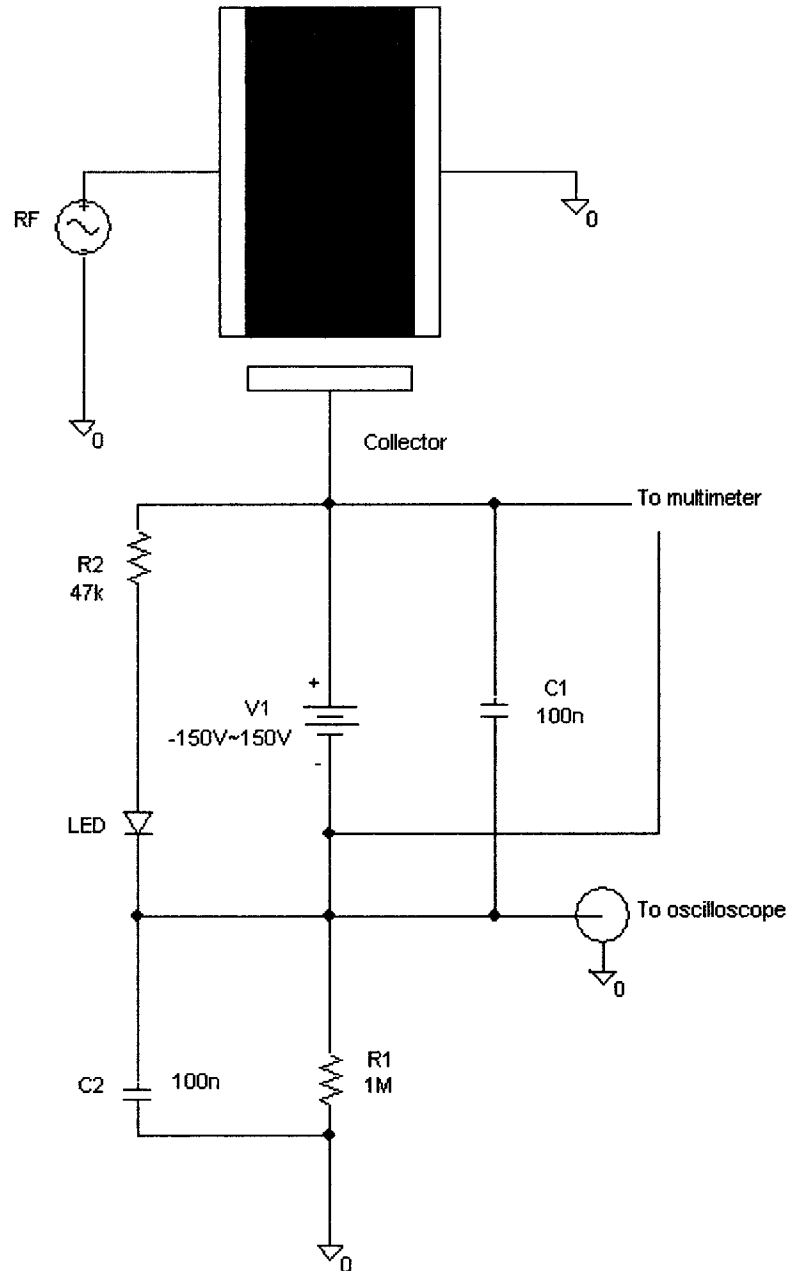 RF
+
-
0
0
Collector
To multimeter
R2
47k
+
V1
-150V~150V
-
C1
100n
LED
To oscilloscope
0
C2
100n
R1
1M
0